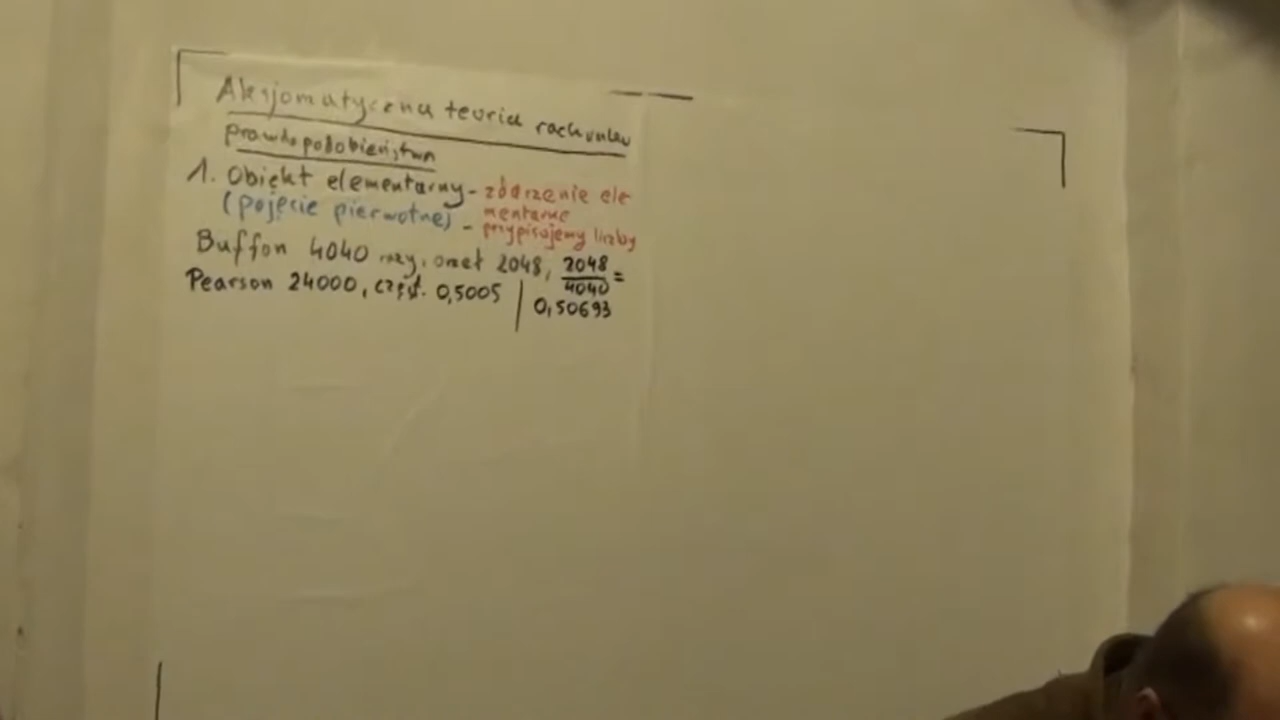 Aksjomatyczna teoria rachunku
prawdopodobieństwa
1. Obiekt elementarny - zdarzenie ele
(pojęcie pierwotne) mentarne
- przypisujemy liczby
Buffon 4040 razy, orzeł 2048, 2048/4040 =
Pearson 24000, częst. 0,5005 | 0,50693